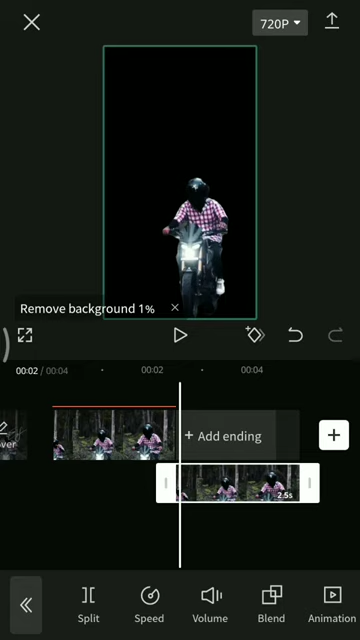 720P
Remove background 1%
00:02 / 00:04
00:02
00:04
ver
+ Add ending
+
2.5s
Split
Speed
Volume
Blend
Animation